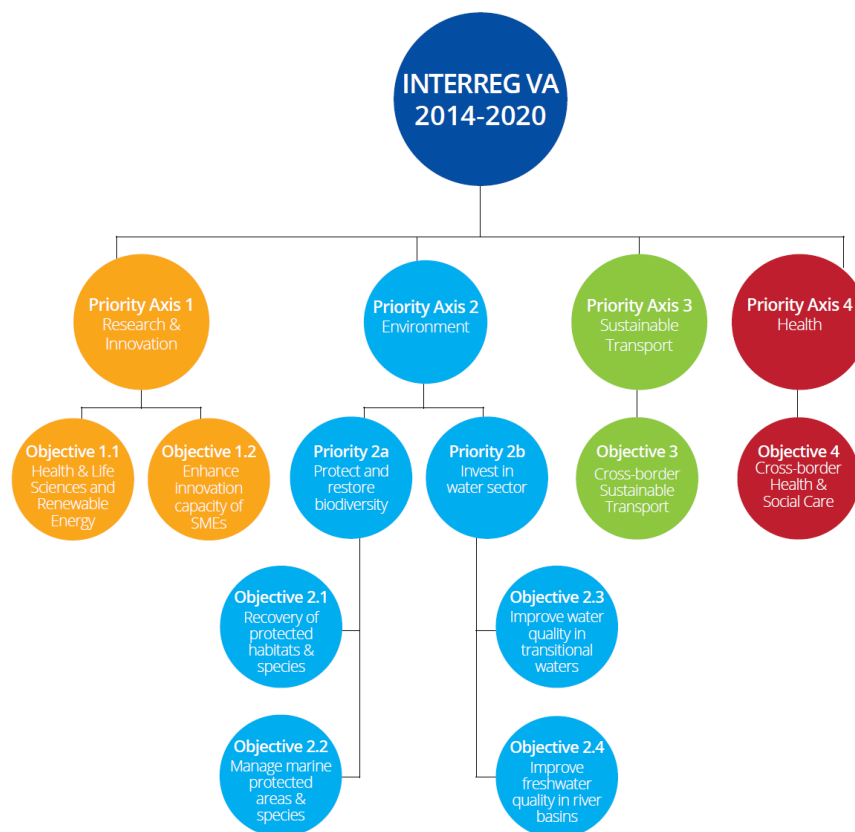 INTERREG VA
2014-2020
Priority Axis 1
Research &
Innovation
Priority Axis 2
Environment
Priority Axis 3
Sustainable
Transport
Priority Axis 4
Health
Objective 1.1
Health & Life
Sciences and
Renewable
Energy
Objective 1.2
Enhance
innovation
capacity of
SMEs
Priority 2a
Protect and
restore
biodiversity
Priority 2b
Invest in
water sector
Objective 3
Cross-border
Sustainable
Transport
Objective 4
Cross-border
Health &
Social Care
Objective 2.1
Recovery of
protected
habitats &
species
Objective 2.3
Improve water
quality in
transitional
waters
Objective 2.2
Manage marine
protected
areas &
species
Objective 2.4
Improve
freshwater
quality in river
basins